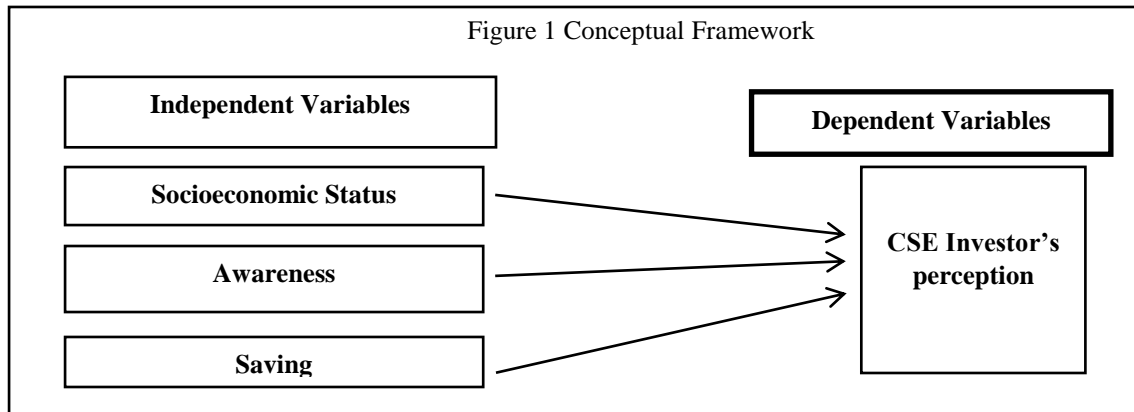 Figure 1 Conceptual Framework
Independent Variables
Dependent Variables
Socioeconomic Status
Awareness
Saving
CSE Investor’s
perception